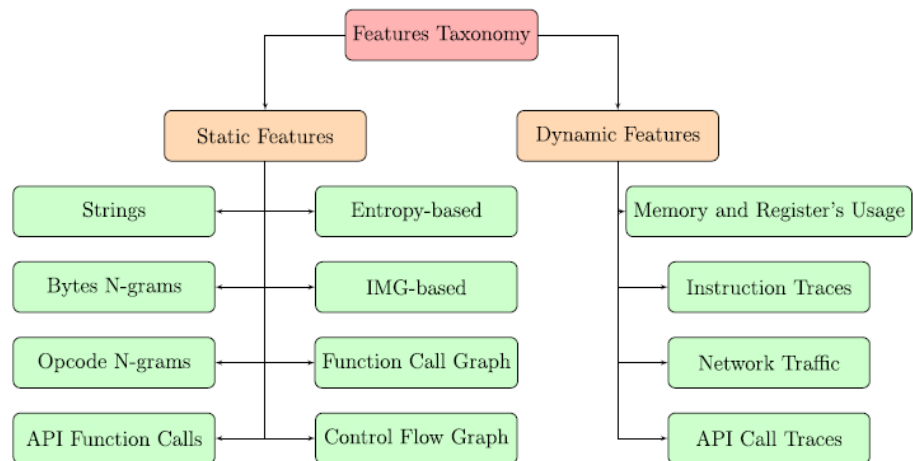 Features Taxonomy
Static Features
Dynamic Features
Strings
Entropy-based
Memory and Register's Usage
Bytes N-grams
IMG-based
Instruction Traces
Opcode N-grams
Function Call Graph
Network Traffic
API Function Calls
Control Flow Graph
API Call Traces